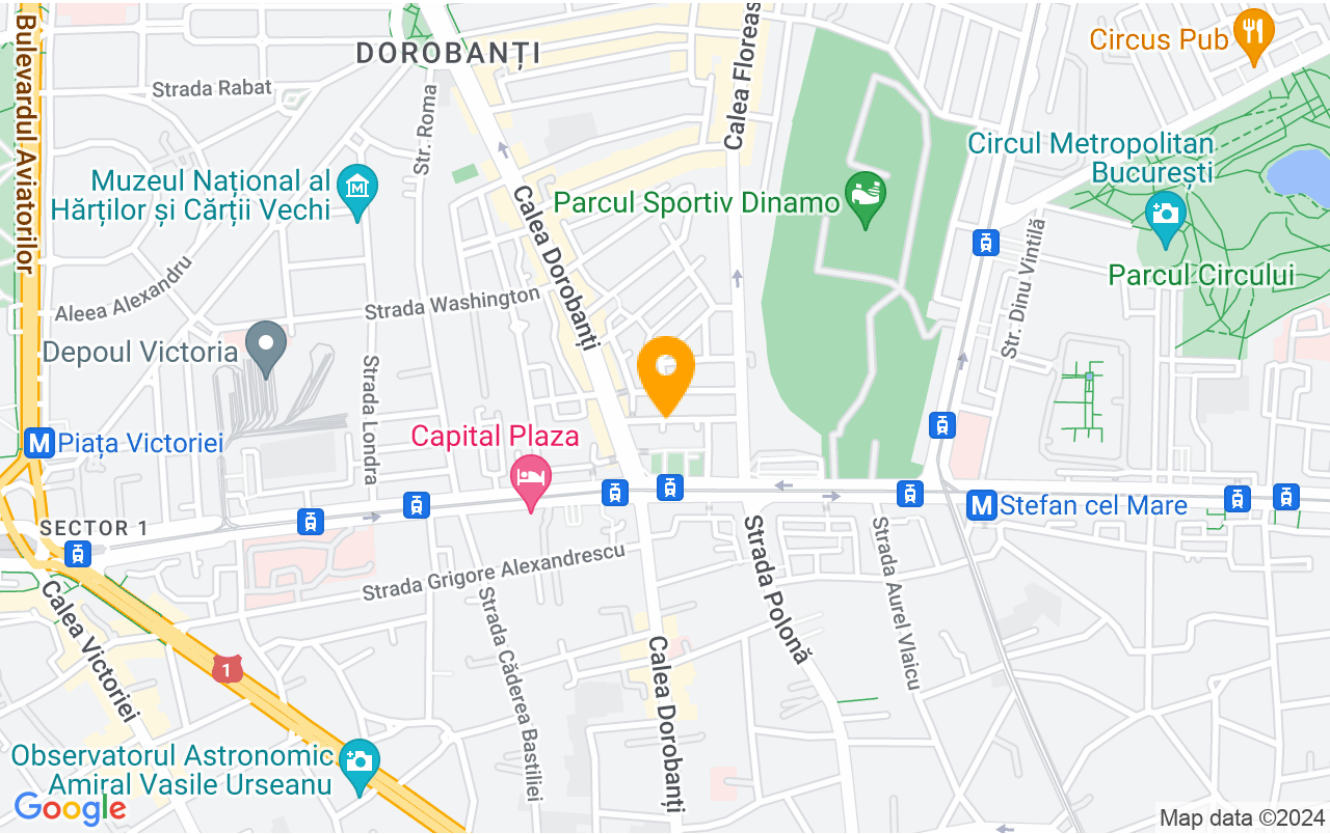 DOROBANȚI
Circus Pub
Bulevardul Aviatorilor
Calea Floreas
Strada Rabat
Str. Roma
Circul Metropolitan
București
Muzeul Național al
Hărților și Cărții Vechi
Parcul Sportiv Dinamo
Calea Dorobanți
Str. Dinu Vintilă
Parcul Circului
Aleea Alexandru
Strada Washington
Depoul Victoria
Strada Londra
M Piața Victoriei
Capital Plaza
M Stefan cel Mare
SECTOR 1
Strada Grigore Alexandrescu
Strada Polonă
Strada Aurel Vlaicu
Calea Victoriei
Strada Căderea Bastiliei
1
Calea Dorobanți
Observatorul Astronomic
Amiral Vasile Urseanu
Google
Map data ©2024